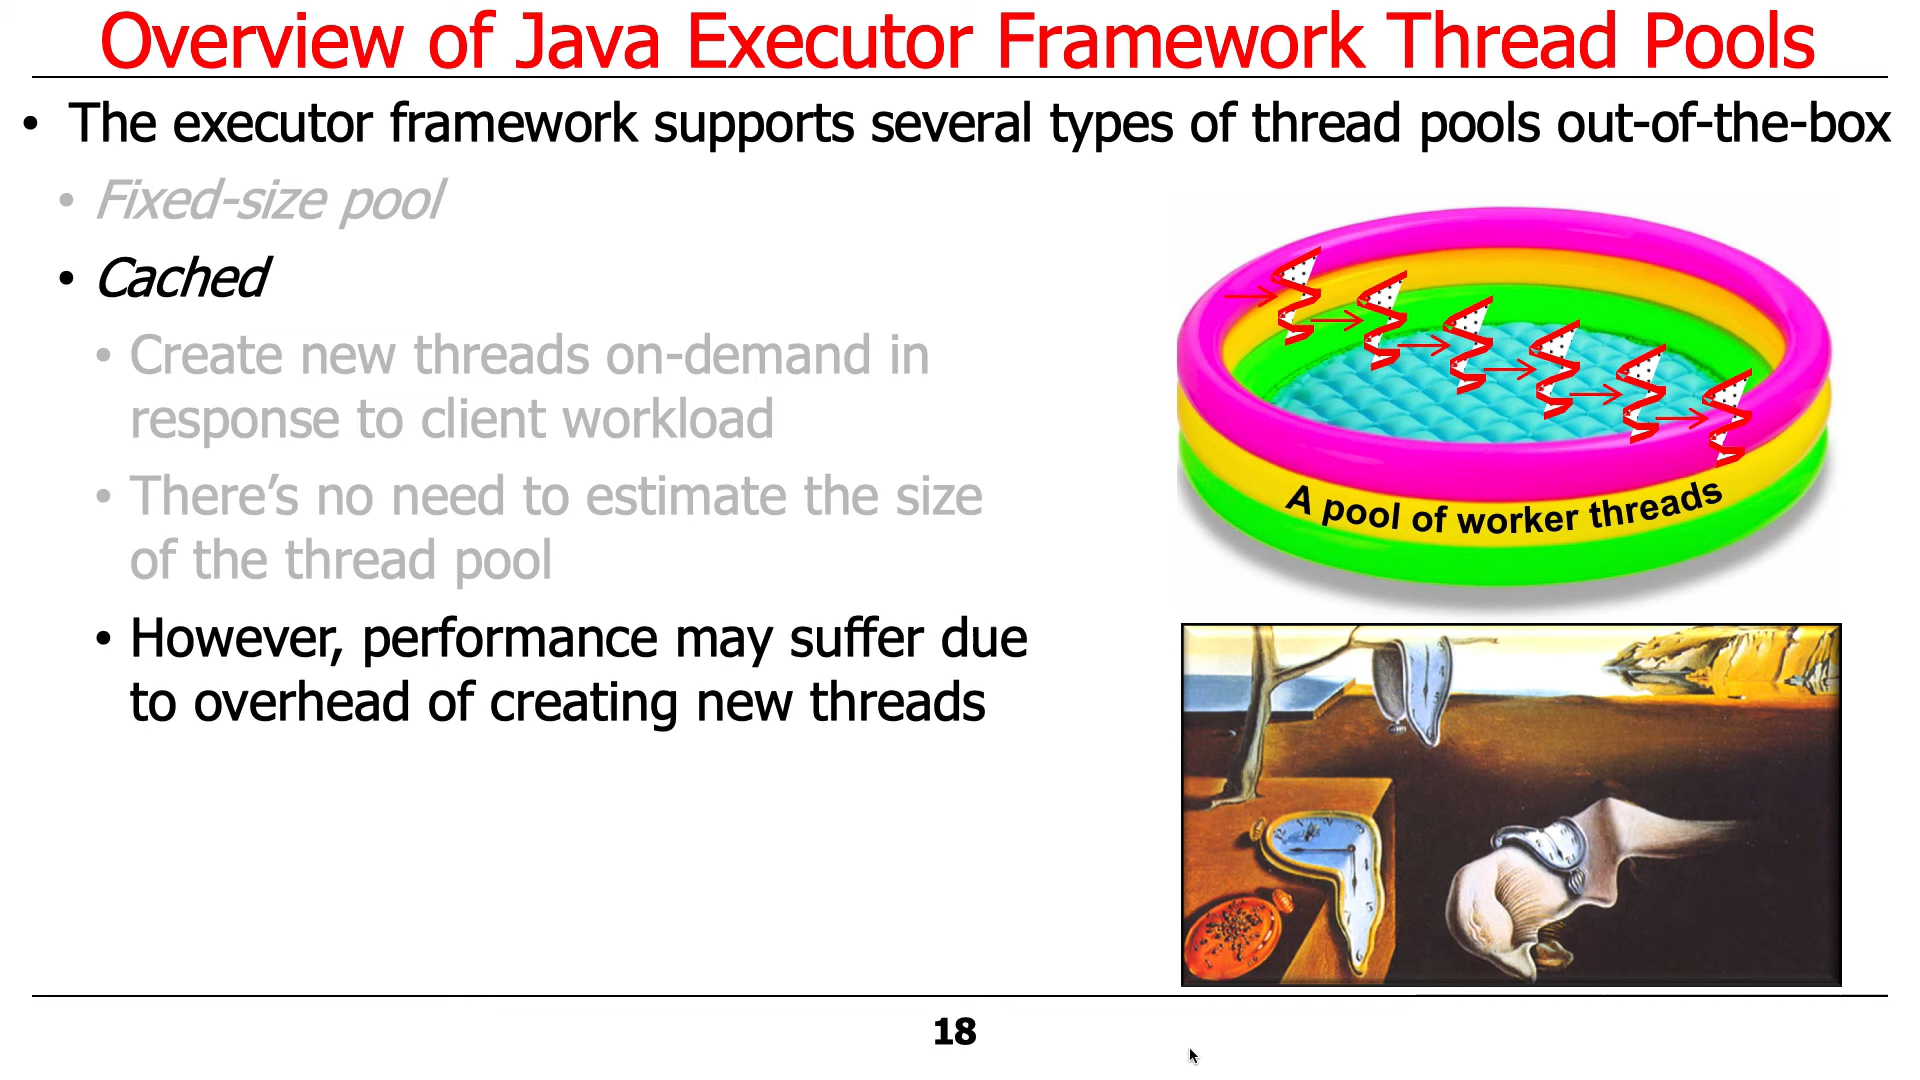 Overview of Java Executor Framework Thread Pools
• The executor framework supports several types of thread pools out-of-the-box
• Fixed-size pool
• Cached
• Create new threads on-demand in
response to client workload
• There’s no need to estimate the size
of the thread pool
• However, performance may suffer due
to overhead of creating new threads
A pool of worker threads
18